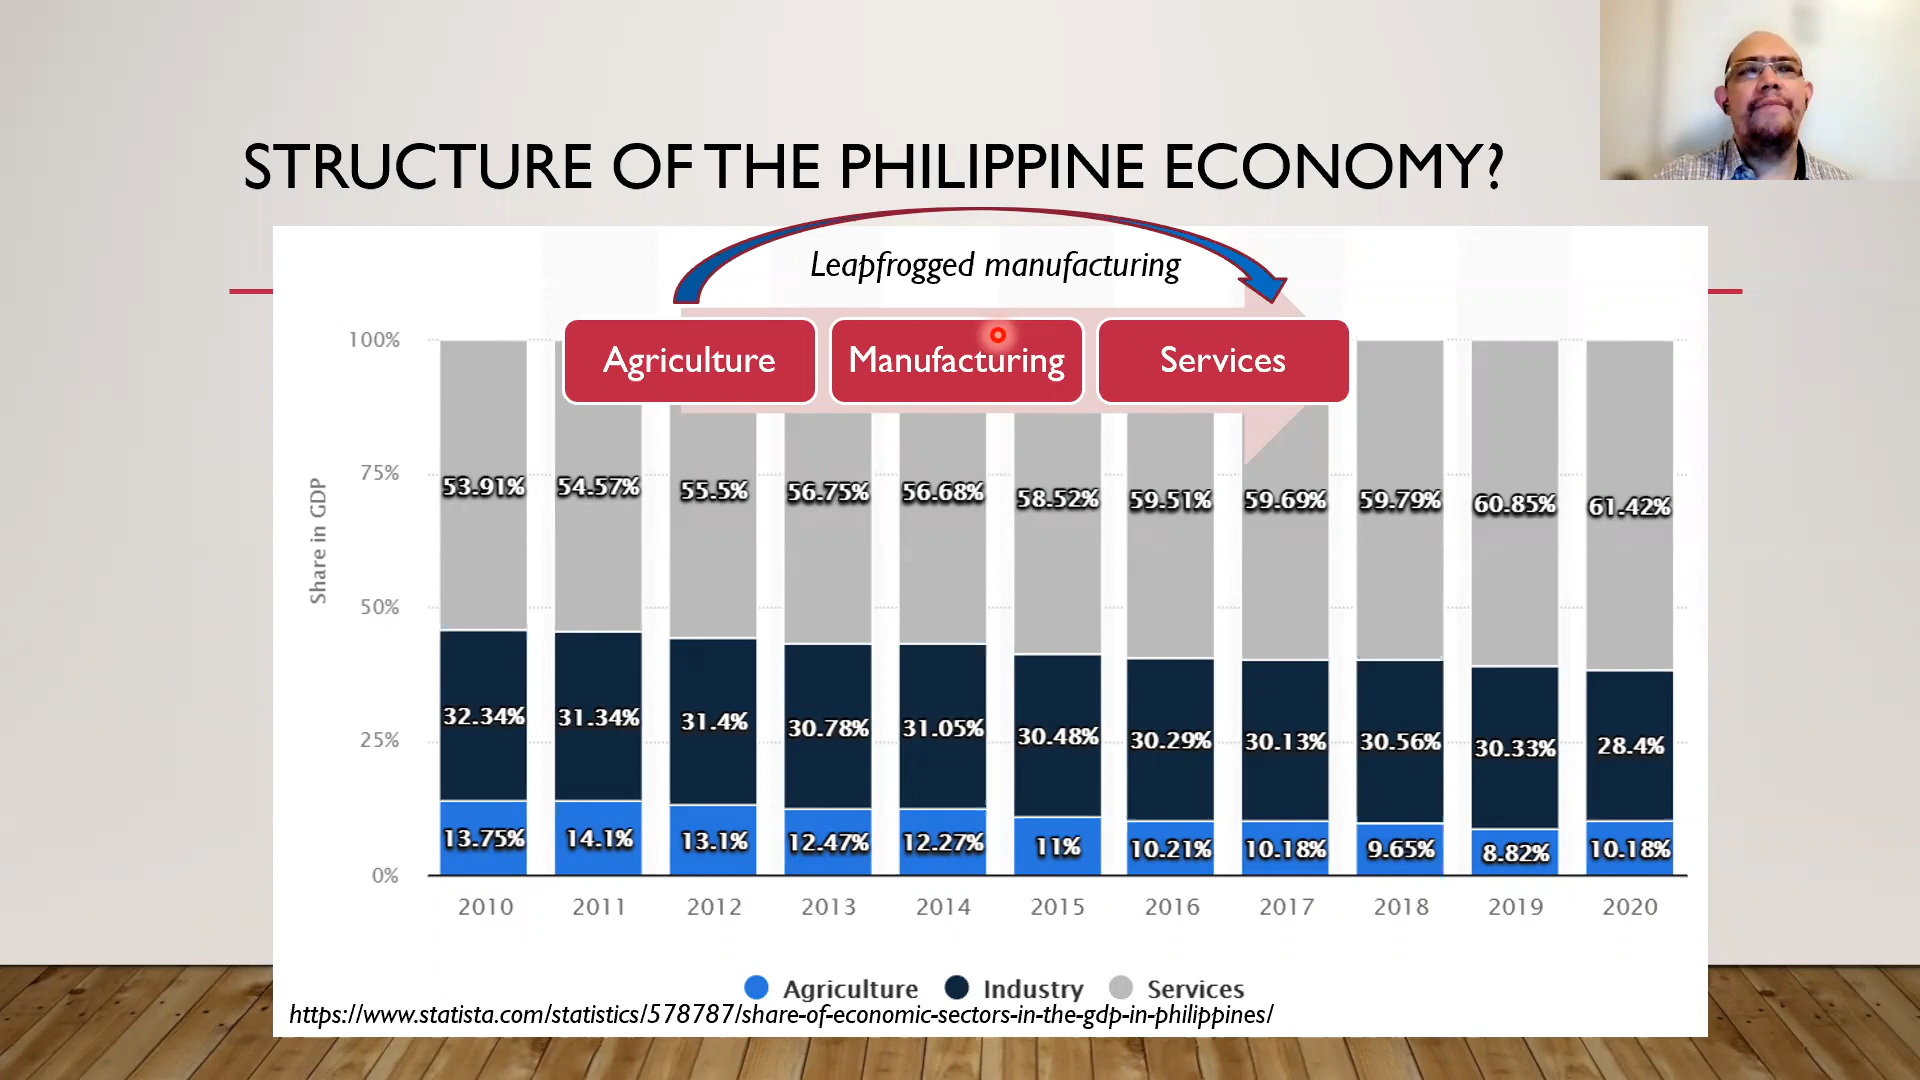 STRUCTURE OF THE PHILIPPINE ECONOMY?
Leapfrogged manufacturing
Agriculture Manufacturing Services
100%
75%
50%
25%
0%
Share in GDP
53.91% 54.57% 55.5% 56.75% 56.68% 58.52% 59.51% 59.69% 59.79% 60.85% 61.42%
32.34% 31.34% 31.4% 30.78% 31.05% 30.48% 30.29% 30.13% 30.56% 30.33% 28.4%
13.75% 14.1% 13.1% 12.47% 12.27% 11% 10.21% 10.18% 9.65% 8.82% 10.18%
2010 2011 2012 2013 2014 2015 2016 2017 2018 2019 2020
Agriculture Industry Services
https://www.statista.com/statistics/578787/share-of-economic-sectors-in-the-gdp-in-philippines/